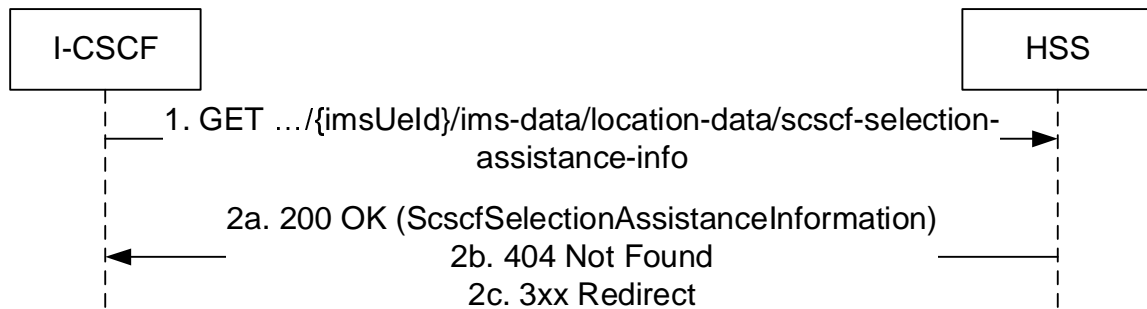 I-CSCF
HSS
1. GET …/{imsUeId}/ims-data/location-data/scscf-selection-
assistance-info
2a. 200 OK (ScscfSelectionAssistanceInformation)
2b. 404 Not Found
2c. 3xx Redirect